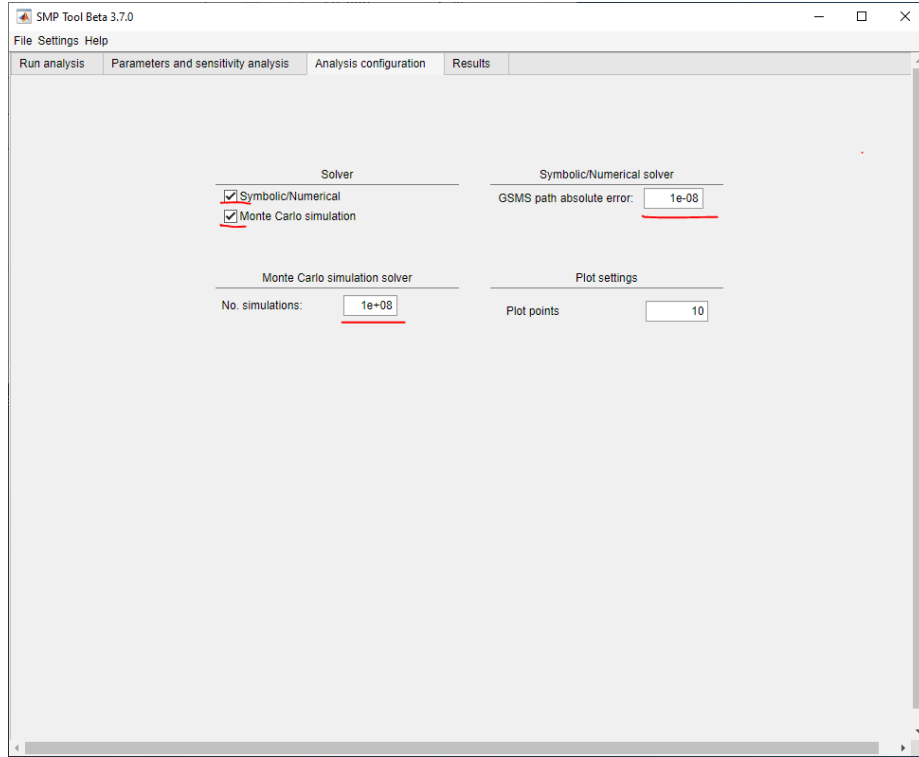 SMP Tool Beta 3.7.0
File Settings Help
Run analysis Parameters and sensitivity analysis Analysis configuration Results
Solver
Symbolic/Numerical
Monte Carlo simulation
Symbolic/Numerical solver
GSMS path absolute error: 1e-08
Monte Carlo simulation solver
No. simulations: 1e+08
Plot settings
Plot points 10